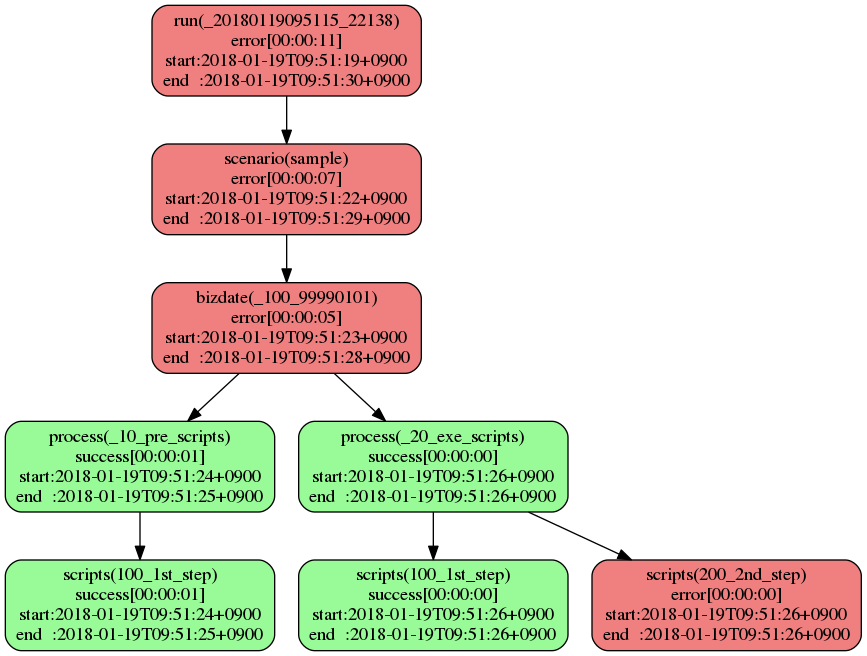 run(_20180119095115_22138)
error[00:00:11]
start:2018-01-19T09:51:19+0900
end  :2018-01-19T09:51:30+0900
scenario(sample)
error[00:00:07]
start:2018-01-19T09:51:22+0900
end  :2018-01-19T09:51:29+0900
bizdate(_100_99990101)
error[00:00:05]
start:2018-01-19T09:51:23+0900
end  :2018-01-19T09:51:28+0900
process(_10_pre_scripts)
success[00:00:01]
start:2018-01-19T09:51:24+0900
end  :2018-01-19T09:51:25+0900
process(_20_exe_scripts)
success[00:00:00]
start:2018-01-19T09:51:26+0900
end  :2018-01-19T09:51:26+0900
scripts(100_1st_step)
success[00:00:01]
start:2018-01-19T09:51:24+0900
end  :2018-01-19T09:51:25+0900
scripts(100_1st_step)
success[00:00:00]
start:2018-01-19T09:51:26+0900
end  :2018-01-19T09:51:26+0900
scripts(200_2nd_step)
error[00:00:00]
start:2018-01-19T09:51:26+0900
end  :2018-01-19T09:51:26+0900